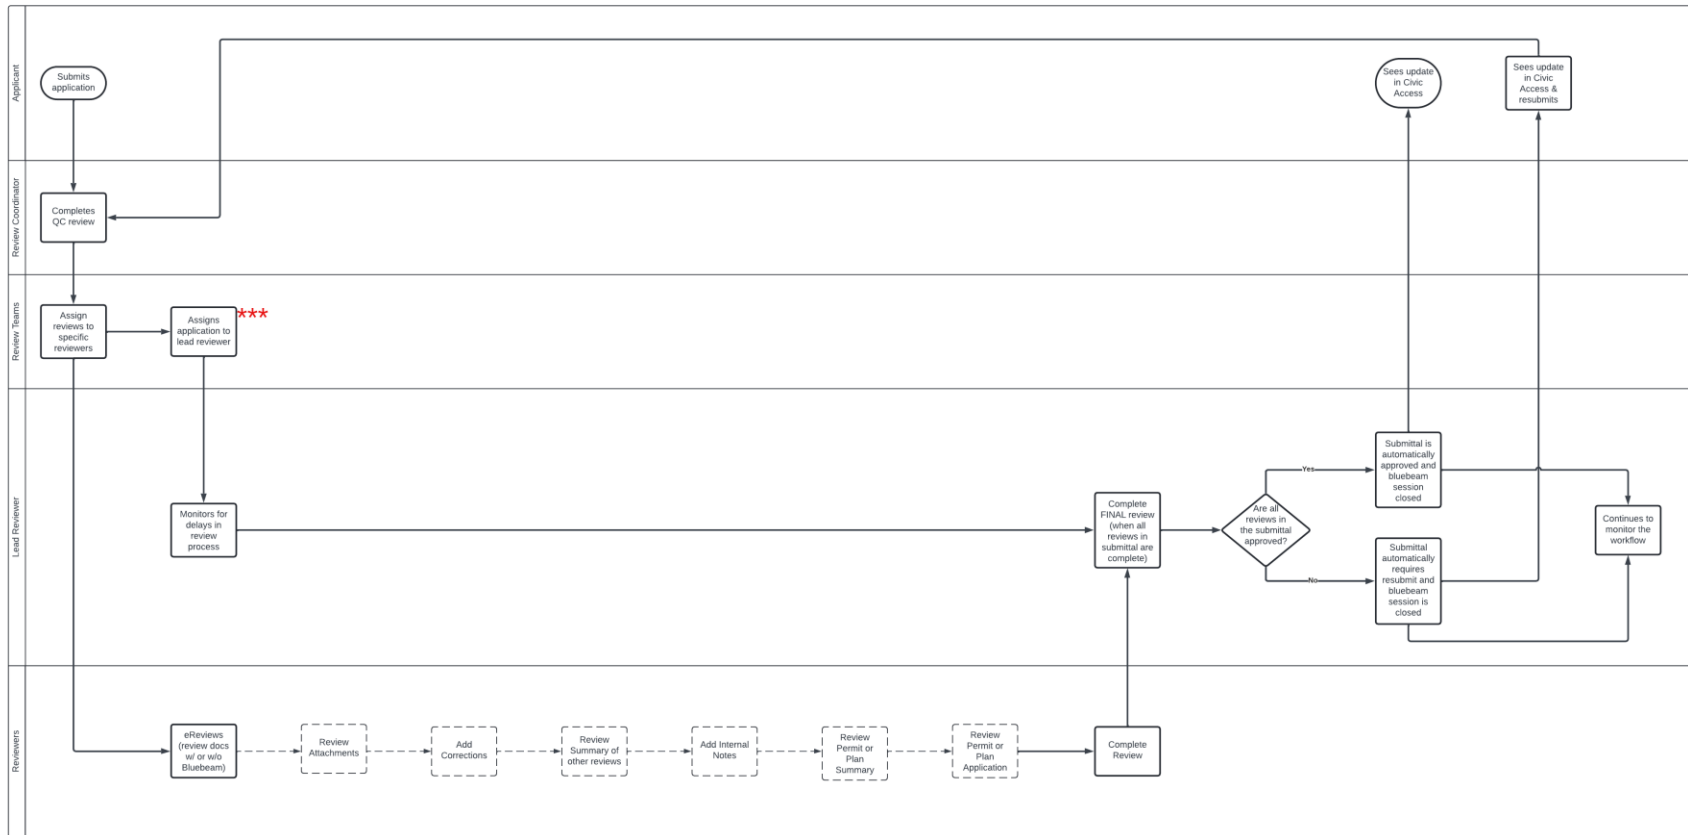 Applicant
Submits
application
Sees update
in Civic
Access
Sees update
in Civic
Access &
resubmits
Review Coordinator
Completes
QC review
Review Teams
Assign
reviews to
specific
reviewers
Assigns
application to
lead reviewer
***
Lead Reviewer
Monitors for
delays in
review
process
Complete
FINAL review
(when all
reviews in
submittal are
complete)
Are all
reviews in
the submittal
approved?
Yes
No
Submittal is
automatically
approved and
bluebeam
session
closed
Submittal
automatically
requires
resubmit and
bluebeam
session is
closed
Continues to
monitor the
workflow
Reviewers
eReviews
(review docs
w/ or w/o
Bluebeam)
Review
Attachments
Add
Corrections
Review
Summary of
other reviews
Add Internal
Notes
Review
Permit or
Plan
Summary
Review
Permit or
Plan
Application
Complete
Review